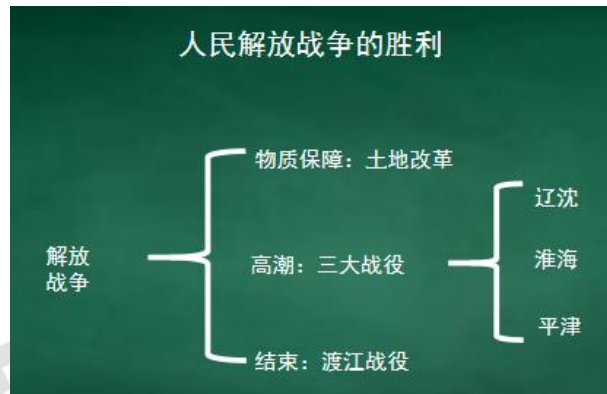 人民解放战争的胜利
物质保障：土地改革
辽沈
解放
战争
高潮：三大战役
淮海
平津
结束：渡江战役